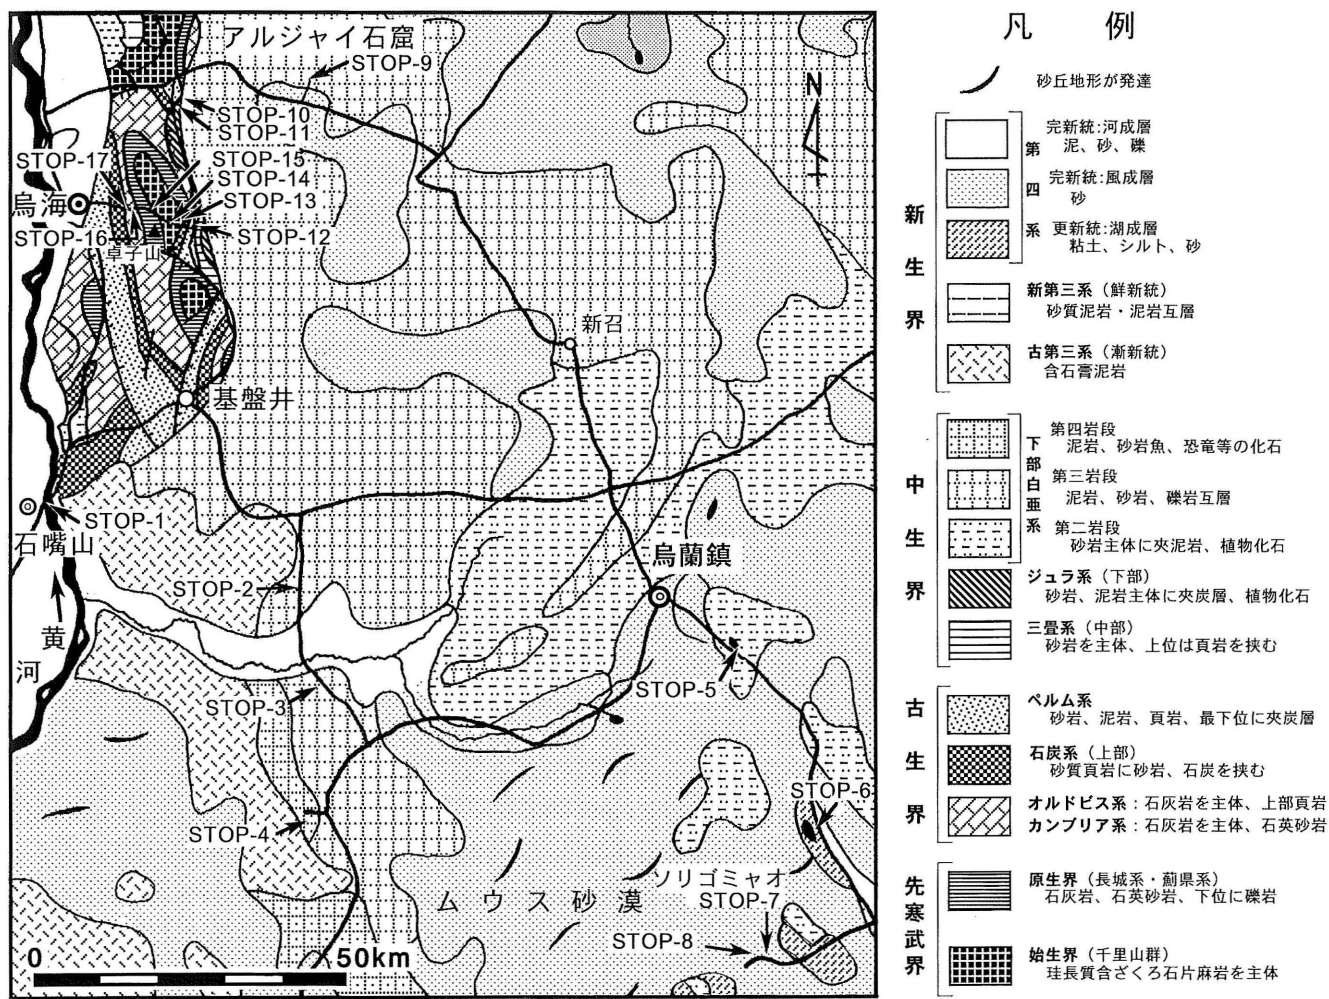 アルジャイ石窟
STOP-9
N
STOP-10
STOP-11
STOP-17
STOP-15
STOP-14
烏海
STOP-13
STOP-16
STOP-12
卓子山
新召
基盤井
STOP-1
石嘴山
烏蘭鎮
STOP-2
黄
河
STOP-5
STOP-3
STOP-6
STOP-4
ソリゴミャオ
ムウス砂漠
STOP-7
STOP-8
0 50km
凡 例
砂丘地形が発達
新生界
第四系
完新統:河成層
泥、砂、礫
完新統:風成層
砂
更新統:湖成層
粘土、シルト、砂
新第三系(鮮新統)
砂質泥岩・泥岩互層
古第三系(漸新統)
含石膏泥岩
中生界
下部白亜系
第四岩段
泥岩、砂岩魚、恐竜等の化石
第三岩段
泥岩、砂岩、礫岩互層
第二岩段
砂岩主体に夾泥岩、植物化石
ジュラ系(下部)
砂岩、泥岩主体に夾炭層、植物化石
三畳系(中部)
砂岩を主体、上位は頁岩を挟む
古生界
ペルム系
砂岩、泥岩、頁岩、最下位に夾炭層
石炭系(上部)
砂質頁岩に砂岩、石炭を挟む
オルドビス系:石灰岩を主体、上部頁岩
カンブリア系:石灰岩を主体、石英砂岩
先寒武界
原生界(長城系・薊県系)
石灰岩、石英砂岩、下位に礫岩
始生界(千里山群)
珪長質含ざくろ石片麻岩を主体